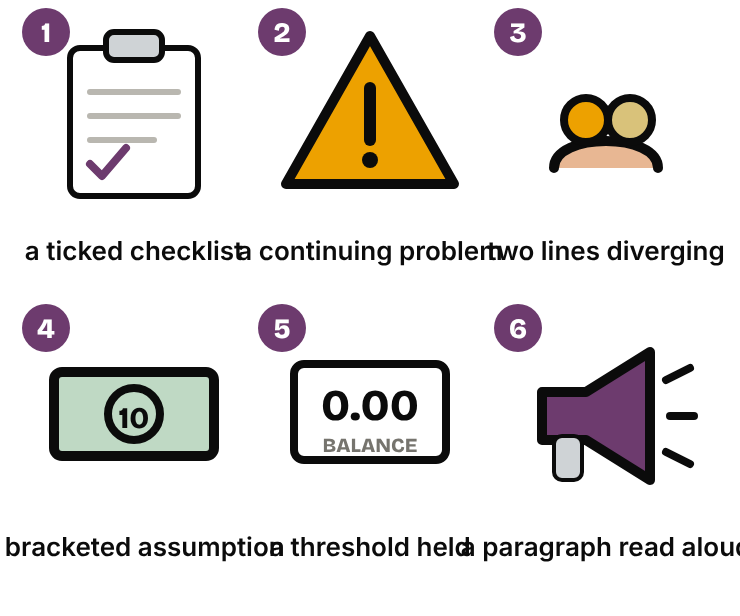 1
2
3
a ticked checklist
a continuing problem
two lines diverging
4
5
6
10
0.00
BALANCE
bracketed assumption
a threshold held
a paragraph read aloud